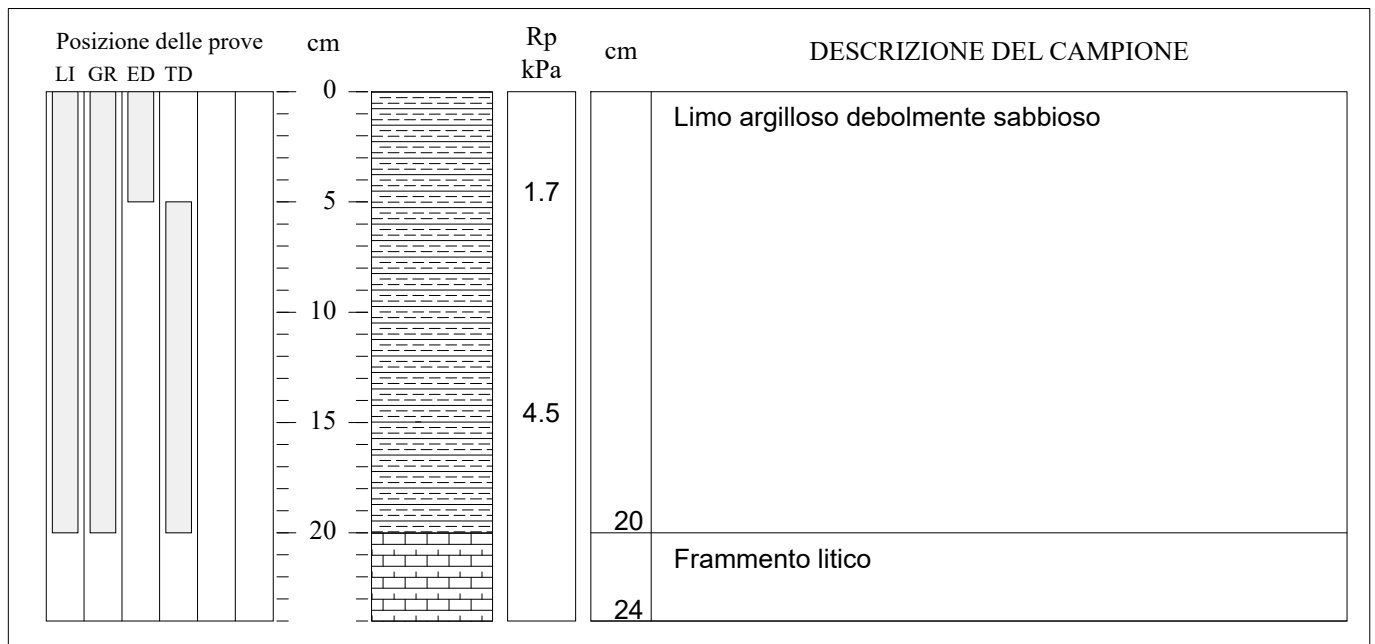 Posizione delle prove cm Rp kPa cm DESCRIZIONE DEL CAMPIONE
LI GR ED TD
0
Limo argilloso debolmente sabbioso
1.7
5
10
4.5
15
20
20
Frammento litico
24